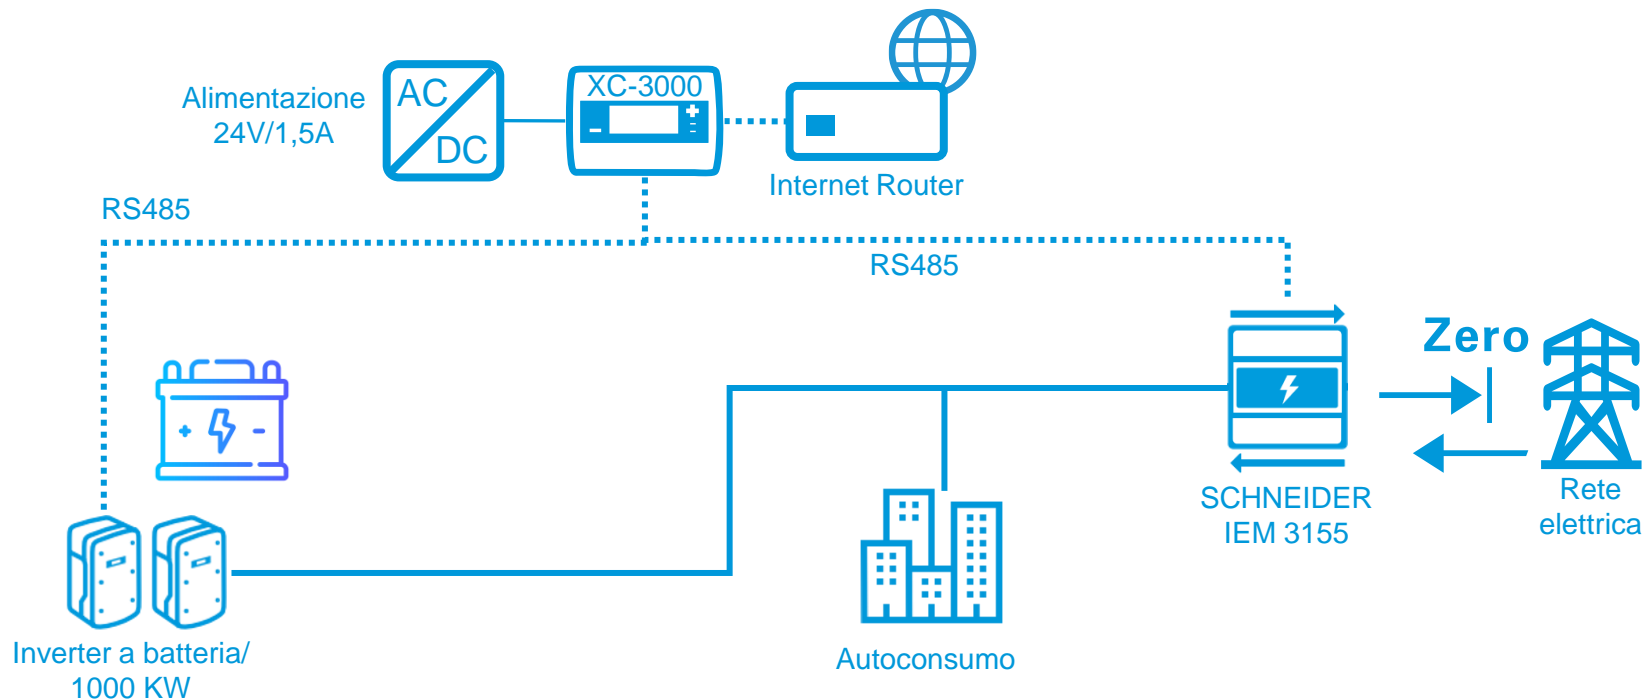 AC
DC
XC-3000
Alimentazione
24V/1,5A
Internet Router
RS485
RS485
Zero
SCHNEIDER
IEM 3155
Rete
elettrica
Inverter a batteria/
1000 KW
Autoconsumo